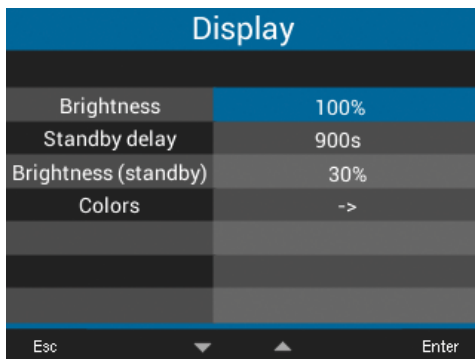 Display
Brightness 100%
Standby delay 900s
Brightness (standby) 30%
Colors ->
Esc Enter